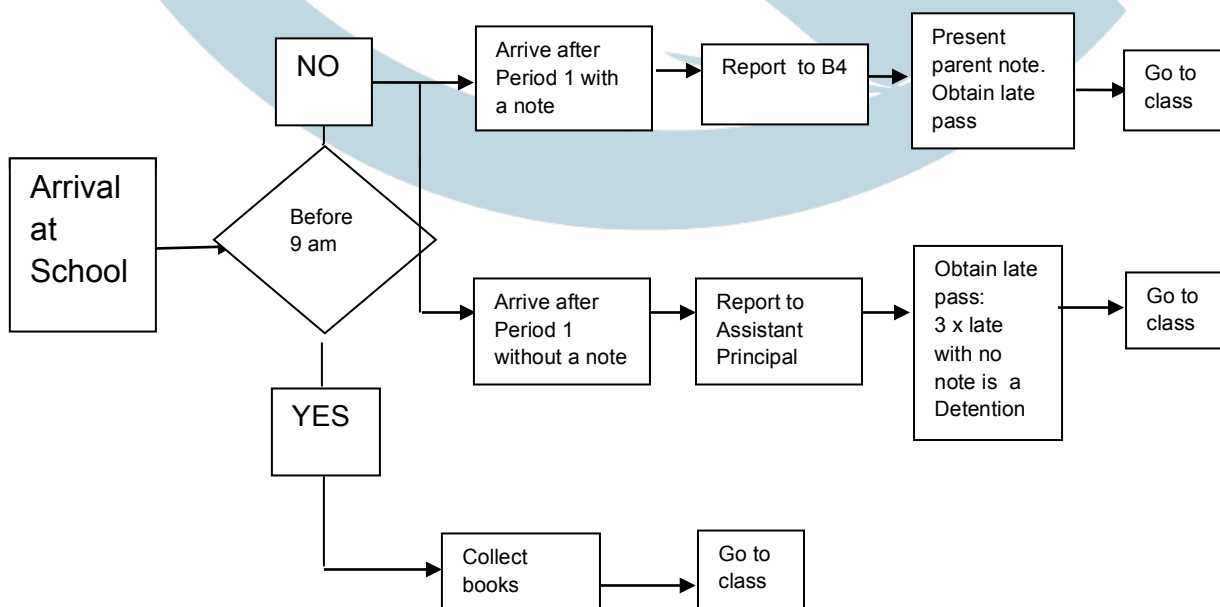 NO
Arrive after
Period 1 with
a note
Report to B4
Present
parent note.
Obtain late
pass
Go to
class
Arrival
at
School
Before
9 am
Arrive after
Period 1
without a note
Report to
Assistant
Principal
Obtain late
pass:
3 x late
with no
note is a
Detention
Go to
class
YES
Collect
books
Go to
class